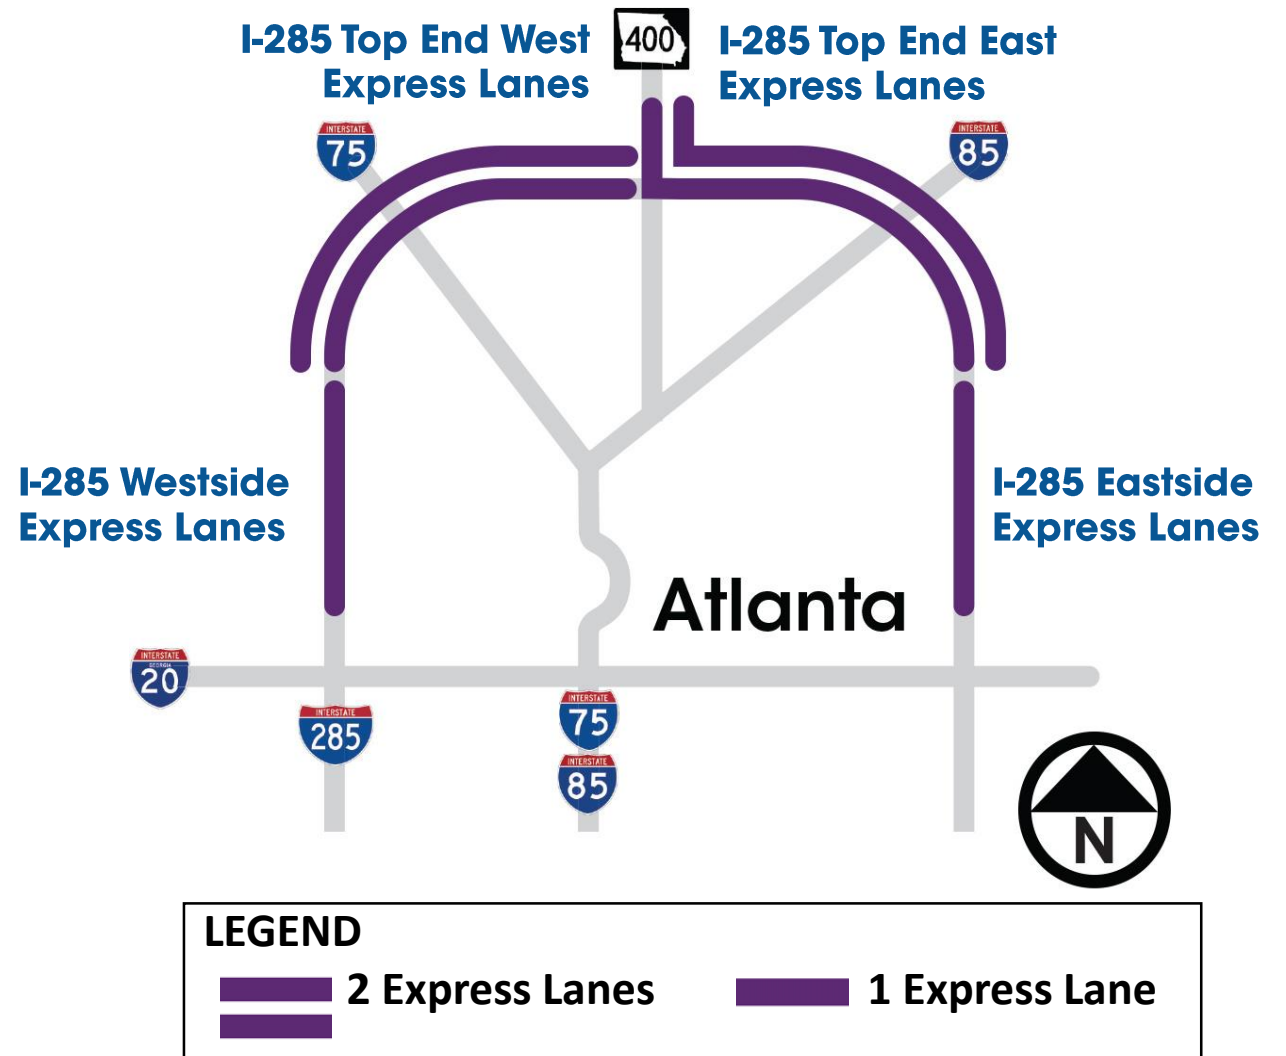 I-285 Top End West
Express Lanes
400
I-285 Top End East
Express Lanes
INTERSTATE
75
INTERSTATE
85
I-285 Westside
Express Lanes
I-285 Eastside
Express Lanes
Atlanta
INTERSTATE
GEORGIA
20
INTERSTATE
285
INTERSTATE
75
INTERSTATE
85
N
LEGEND
2 Express Lanes
1 Express Lane